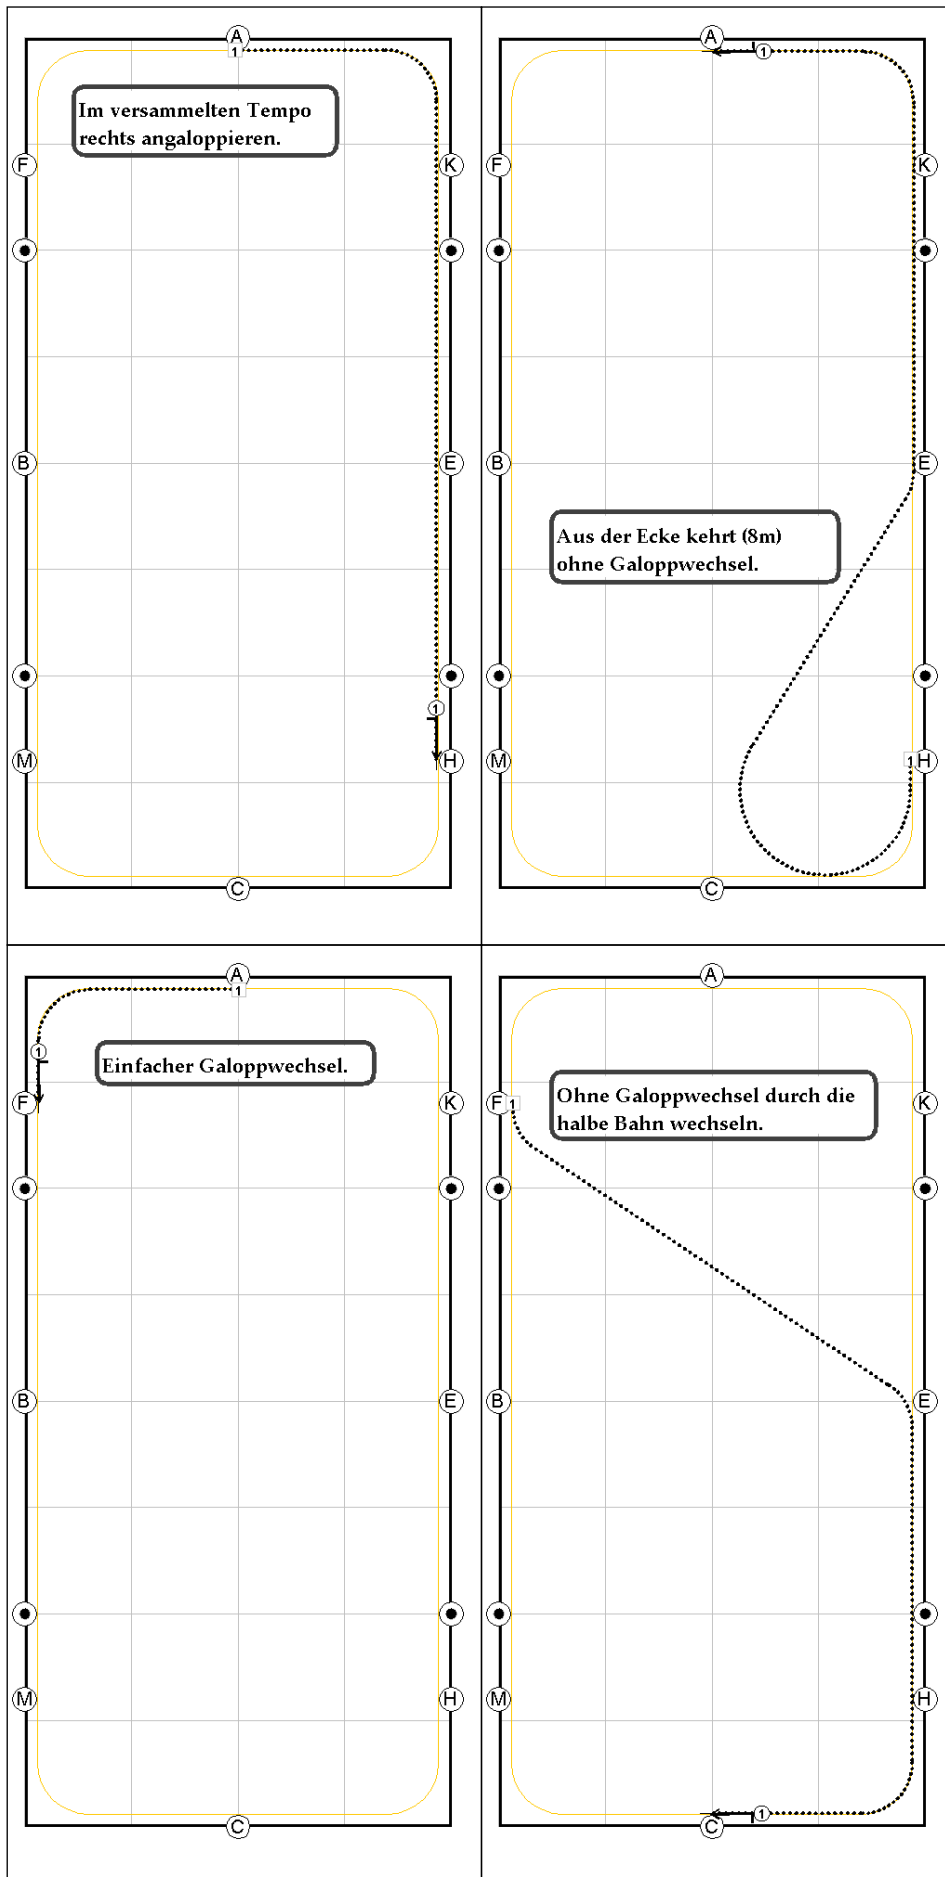 A
1
Im versammelten Tempo
rechts angaloppieren.
F
K
B
E
1
M
H
C
A
1
F
K
B
E
Aus der Ecke kehrt (8m)
ohne Galoppwechsel.
M
1
H
C
A
1
1
Einfacher Galoppwechsel.
F
K
B
E
M
H
C
A
Ohne Galoppwechsel durch die
halbe Bahn wechseln.
F
1
K
B
E
M
H
1
C